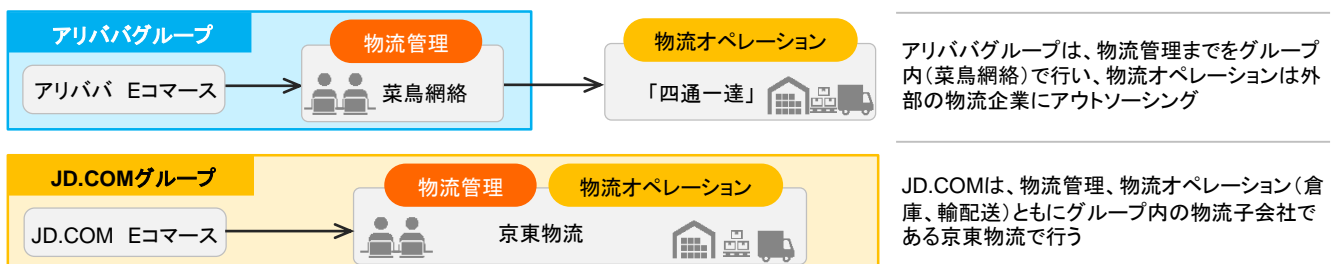 アリババグループ
アリババ Eコマース
物流管理
菜鳥網絡
物流オペレーション
「四通一達」
アリババグループは、物流管理までをグループ
内(菜鳥網絡)で行い、物流オペレーションは外
部の物流企業にアウトソーシング
JD.COMグループ
JD.COM Eコマース
物流管理
物流オペレーション
京東物流
JD.COMは、物流管理、物流オペレーション(倉
庫、輸配送)ともにグループ内の物流子会社で
ある京東物流で行う